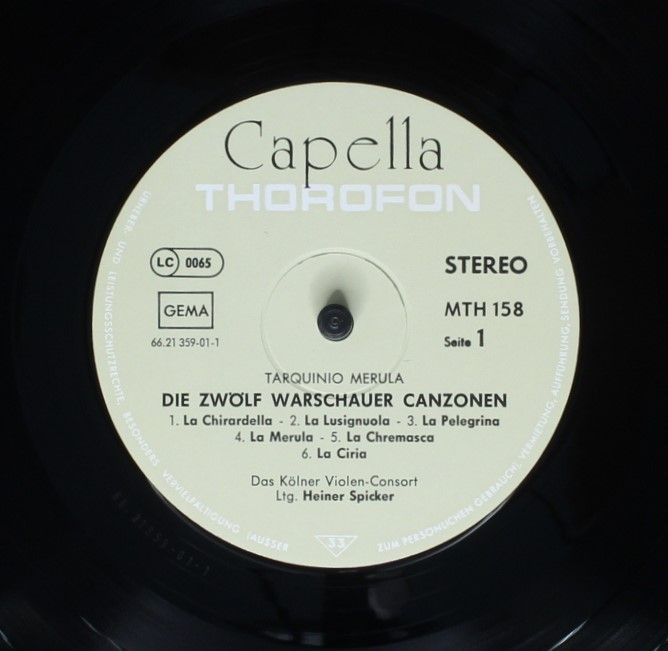 Capella
THOROFON
LC 0065
GEMA
66.21 359-01-1
STEREO
MTH 158
Seite 1
TARQUINIO MERULA
DIE ZWÖLF WARSCHAUER CANZONEN
1. La Chirardella - 2. La Lusignuola - 3. La Pelegrina
4. La Merula - 5. La Chremasca
6. La Ciria
Das Kölner Violen-Consort
Ltg. Heiner Spicker
URHEBER- UND LEISTUNGSSCHUTZRECHTE, BESONDERS VERVIELFÄLTIGUNG (AUSSER
ZUM PERSÖNLICHEN GEBRAUCH), VERMIETUNG, AUFFÜHRUNG, SENDUNG VORBEHALTEN
33